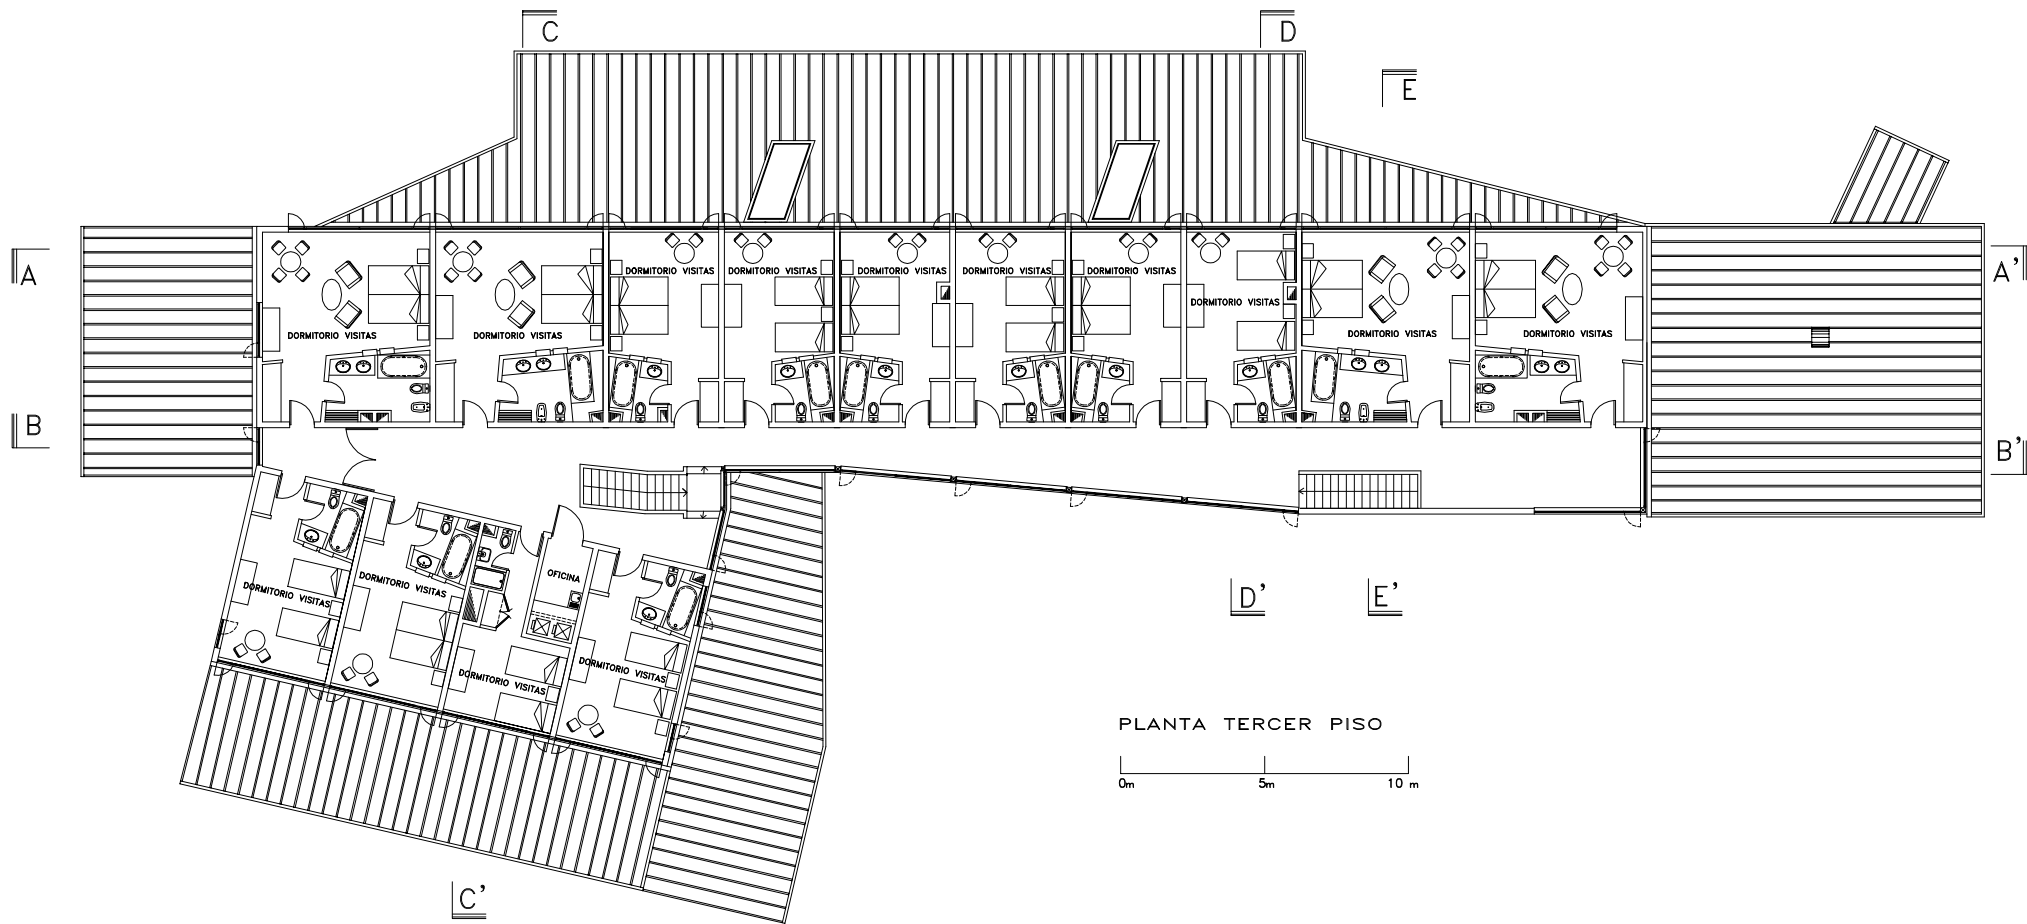 C
D
E
A
A'
DORMITORIO VISITAS
DORMITORIO VISITAS
DORMITORIO VISITAS
DORMITORIO VISITAS
DORMITORIO VISITAS
DORMITORIO VISITAS
DORMITORIO VISITAS
DORMITORIO VISITAS
DORMITORIO VISITAS
DORMITORIO VISITAS
B
B'
OFICINA
DORMITORIO VISITAS
DORMITORIO VISITAS
DORMITORIO VISITAS
DORMITORIO VISITAS
D'
E'
PLANTA TERCER PISO
0m 5m 10 m
C'